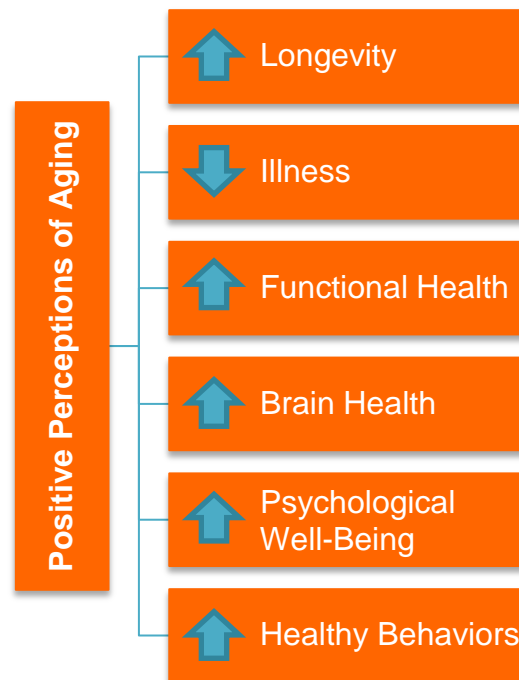 Positive Perceptions of Aging
Longevity
Illness
Functional Health
Brain Health
Psychological
Well-Being
Healthy Behaviors